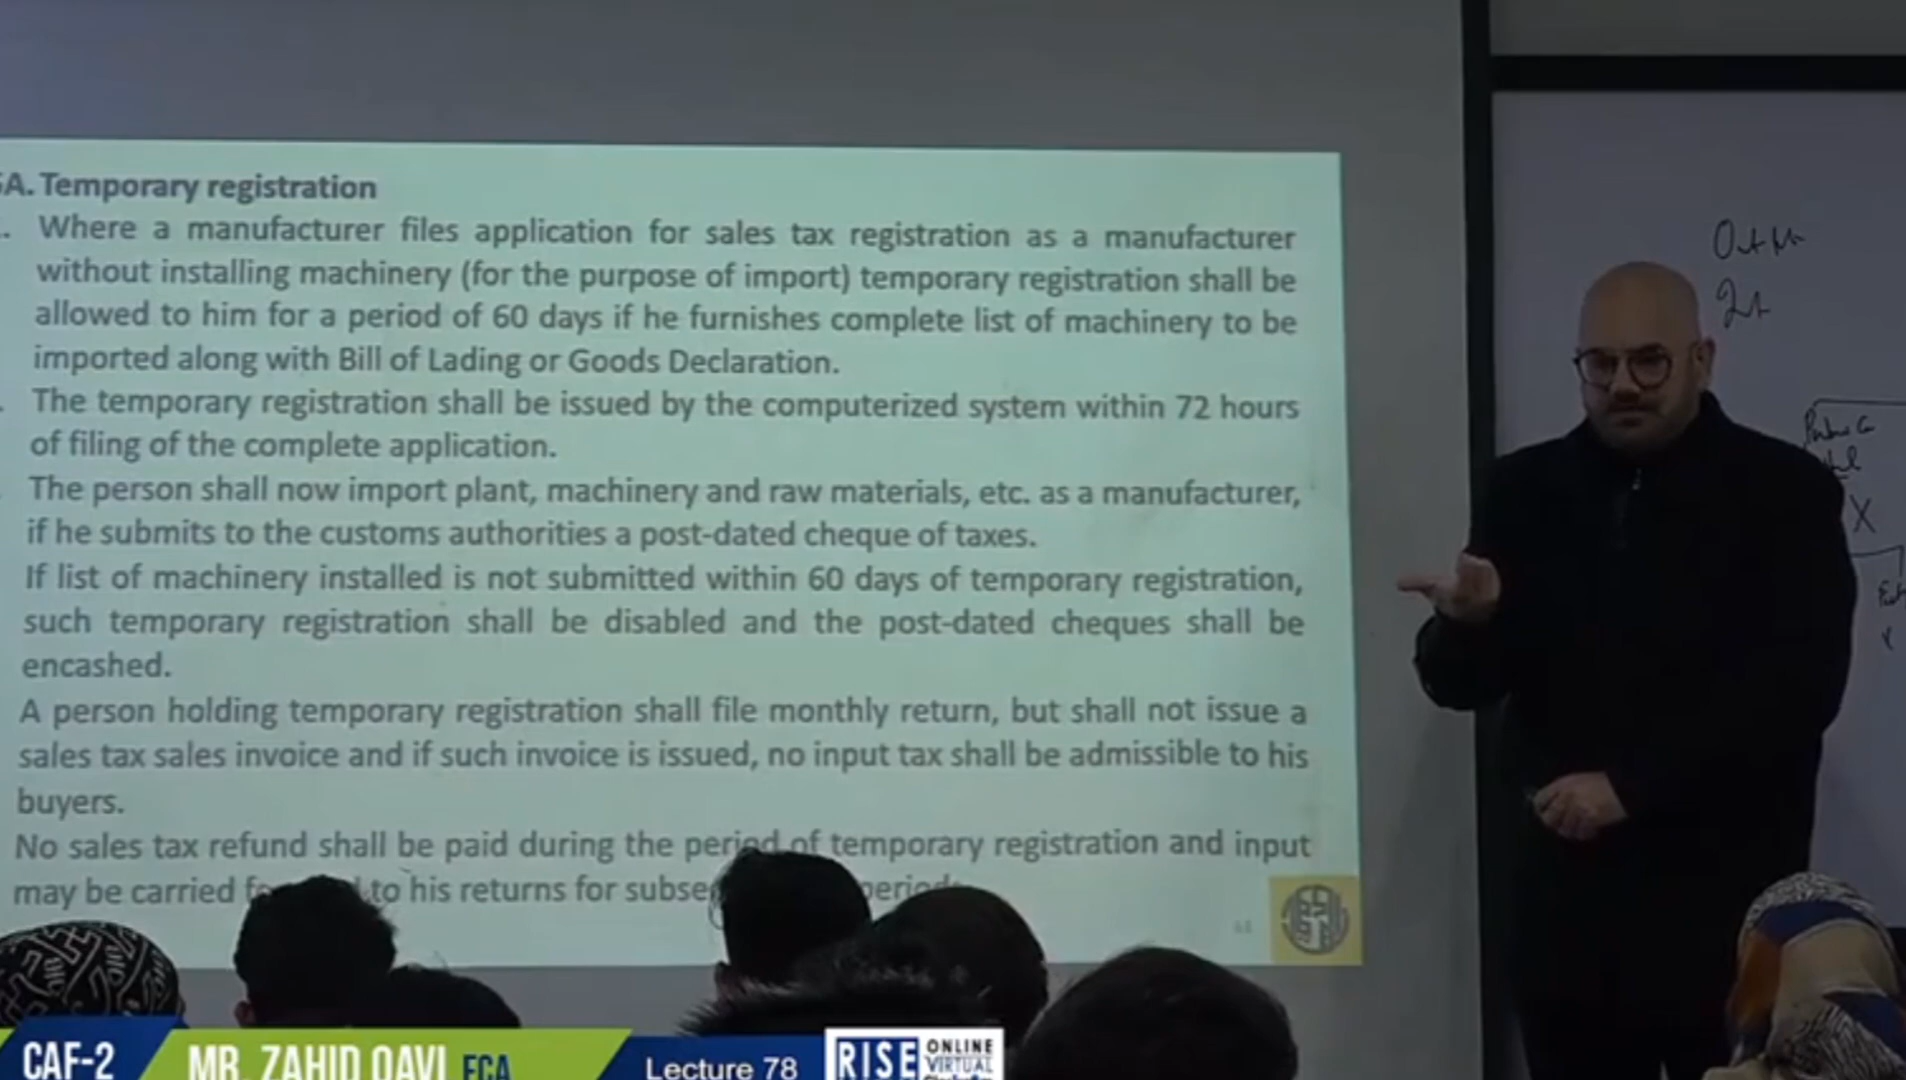 A. Temporary registration
Where a manufacturer files application for sales tax registration as a manufacturer
without installing machinery (for the purpose of import) temporary registration shall be
allowed to him for a period of 60 days if he furnishes complete list of machinery to be
imported along with Bill of Lading or Goods Declaration.
The temporary registration shall be issued by the computerized system within 72 hours
of filing of the complete application.
The person shall now import plant, machinery and raw materials, etc. as a manufacturer,
if he submits to the customs authorities a post-dated cheque of taxes.
If list of machinery installed is not submitted within 60 days of temporary registration,
such temporary registration shall be disabled and the post-dated cheques shall be
encashed.
A person holding temporary registration shall file monthly return, but shall not issue a
sales tax sales invoice and if such invoice is issued, no input tax shall be admissible to his
buyers.
No sales tax refund shall be paid during the period of temporary registration and input
may be carried to his returns for
X
CAF-2
MR. ZAHID QAVI FCA
Lecture 78
RISE ONLINE
VIRTUAL